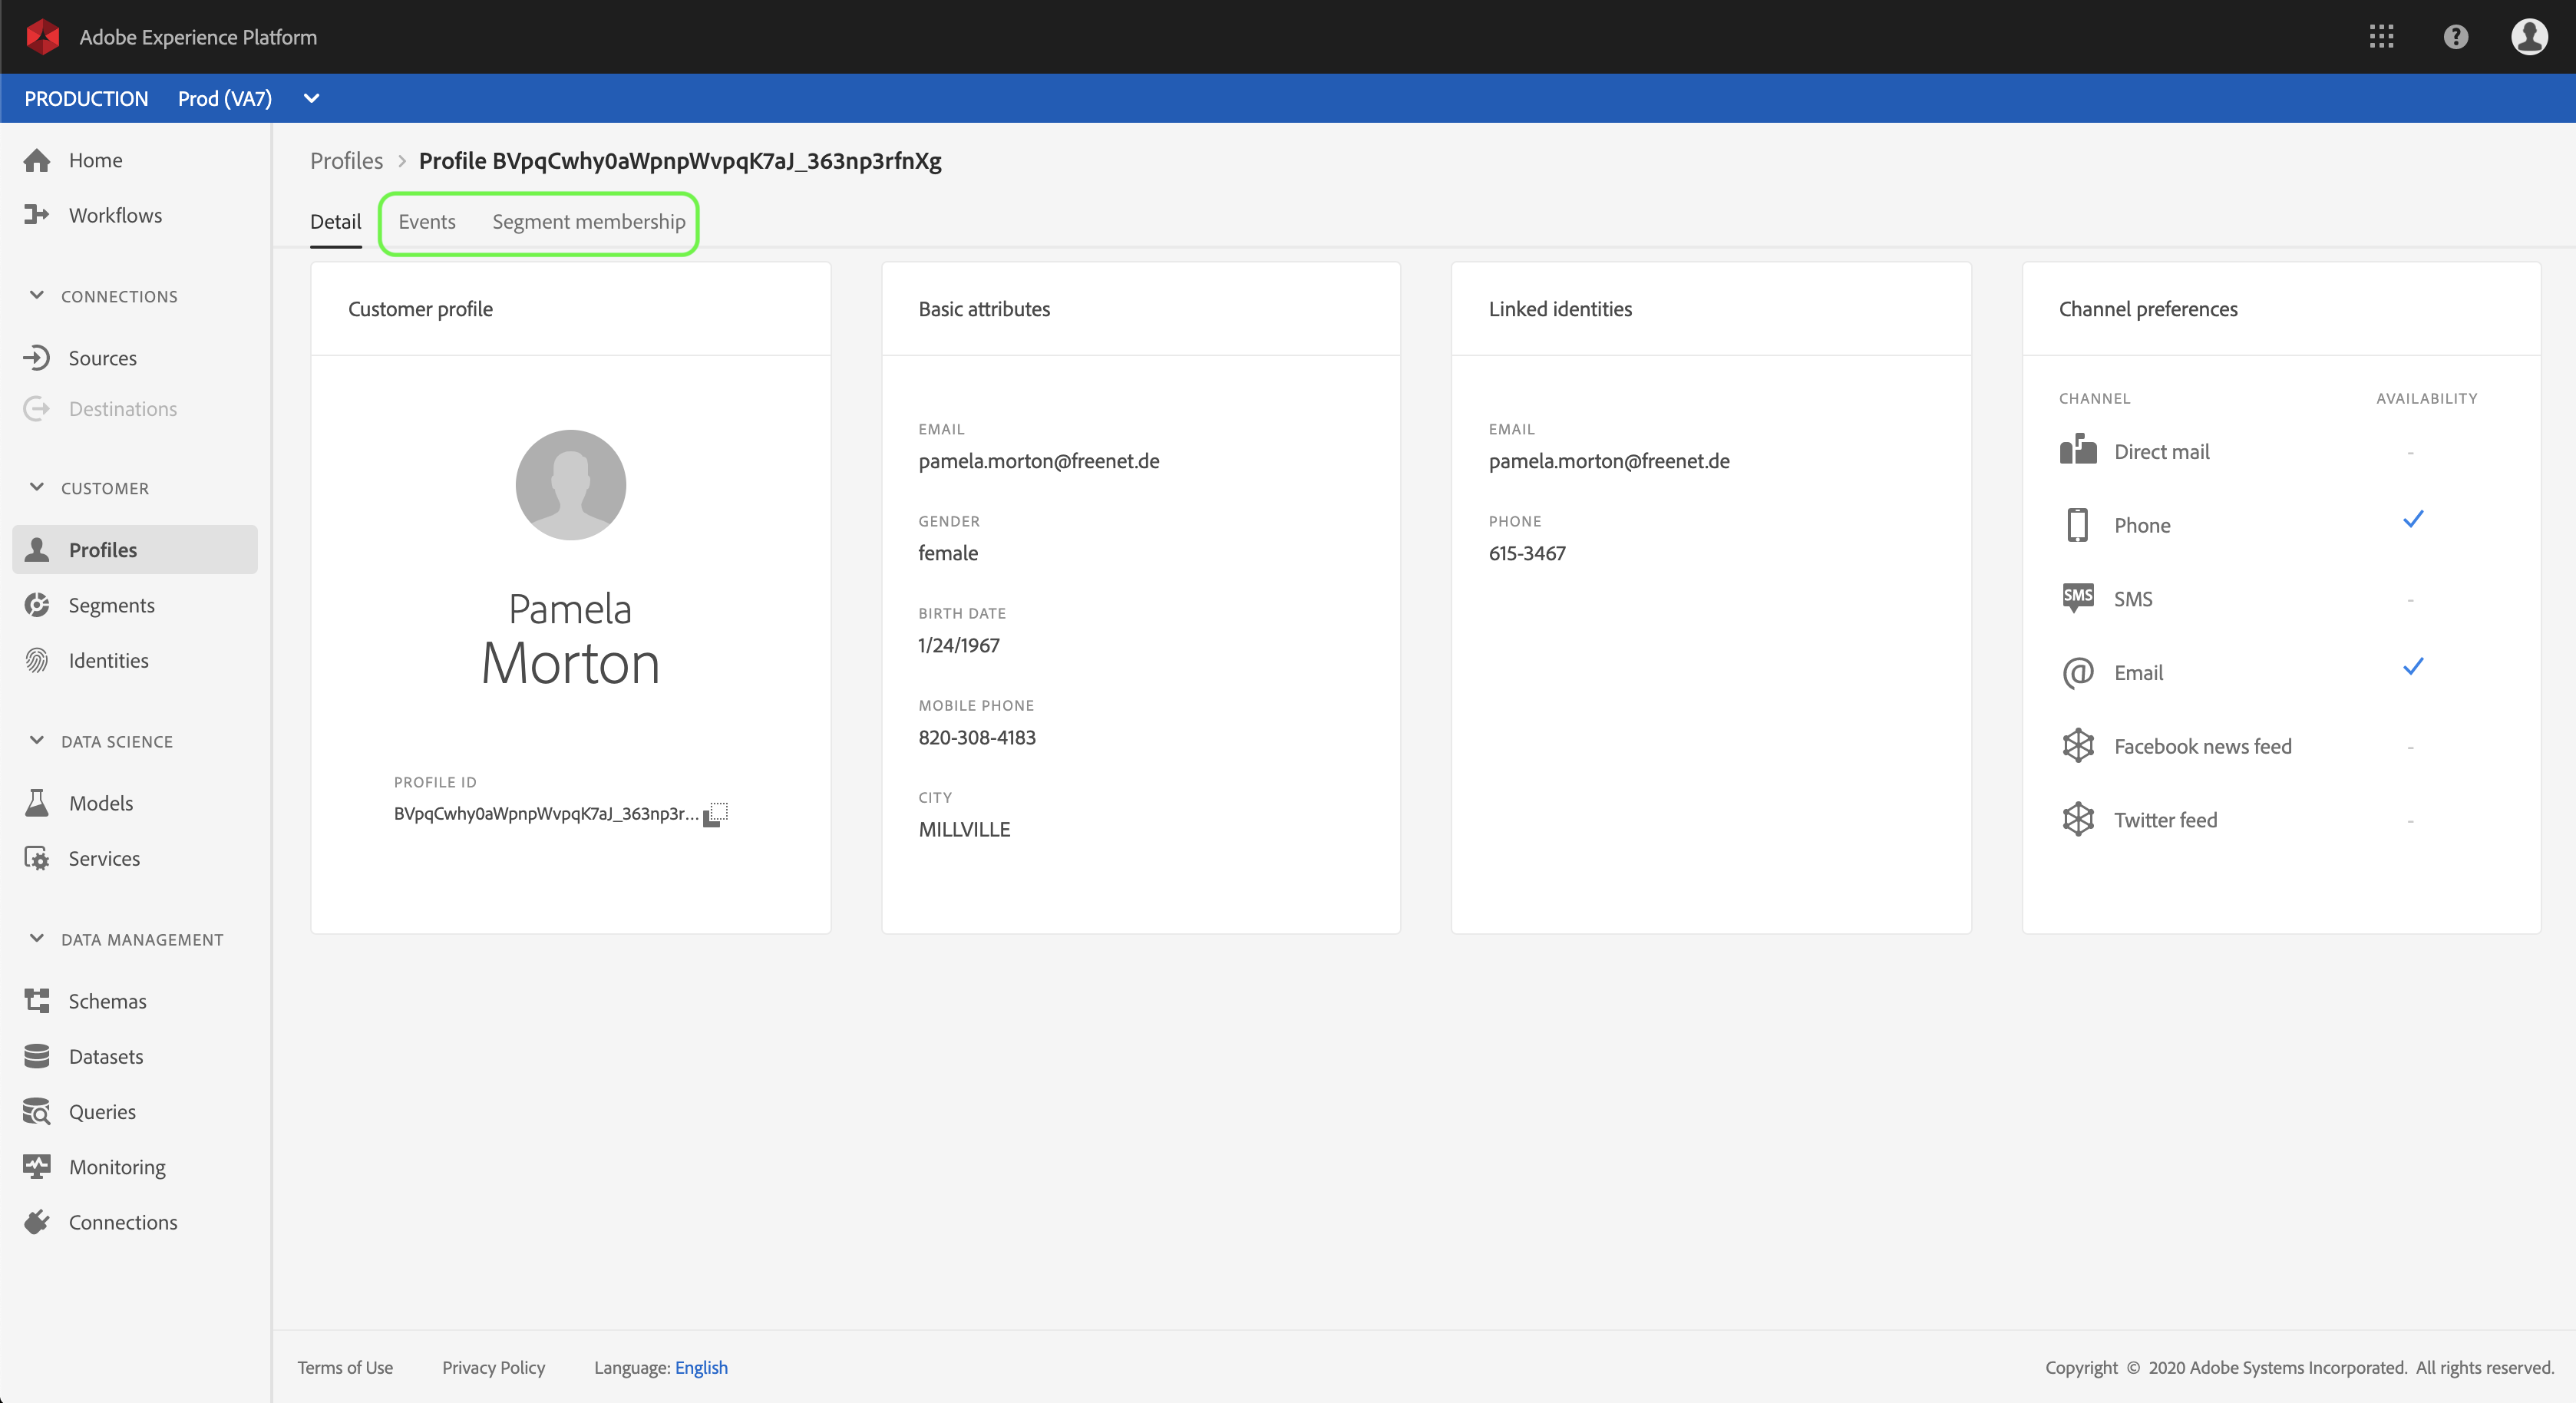 Adobe Experience Platform
PRODUCTION Prod (VA7)
Home
Workflows
CONNECTIONS
Sources
Destinations
CUSTOMER
Profiles
Segments
Identities
DATA SCIENCE
Models
Services
DATA MANAGEMENT
Schemas
Datasets
Queries
Monitoring
Connections
Profiles > Profile BVpqCwhy0aWpnpWvpqK7aJ_363np3rfnXg
Detail Events Segment membership
Customer profile
Pamela
Morton
PROFILE ID
BVpqCwhy0aWpnpWvpqK7aJ_363np3r...
Basic attributes
EMAIL
pamela.morton@freenet.de
GENDER
female
BIRTH DATE
1/24/1967
MOBILE PHONE
820-308-4183
CITY
MILLVILLE
Linked identities
EMAIL
pamela.morton@freenet.de
PHONE
615-3467
Channel preferences
CHANNEL AVAILABILITY
Direct mail -
Phone
SMS SMS -
Email
Facebook news feed -
Twitter feed -
Terms of Use Privacy Policy Language: English Copyright © 2020 Adobe Systems Incorporated. All rights reserved.